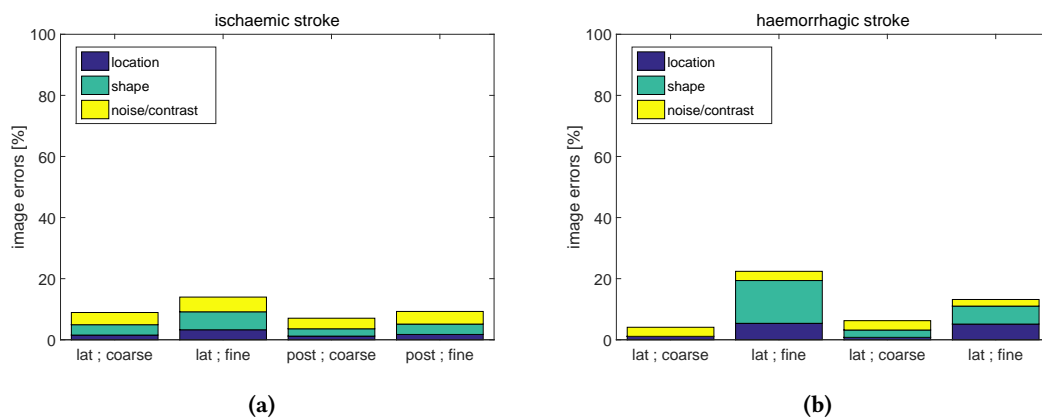 ischaemic stroke
100
80
60
40
20
0
image errors [%]
location
shape
noise/contrast
lat ; coarse
lat ; fine
post ; coarse
post ; fine
(a)
haemorrhagic stroke
100
80
60
40
20
0
image errors [%]
location
shape
noise/contrast
lat ; coarse
lat ; fine
lat ; coarse
lat ; fine
(b)